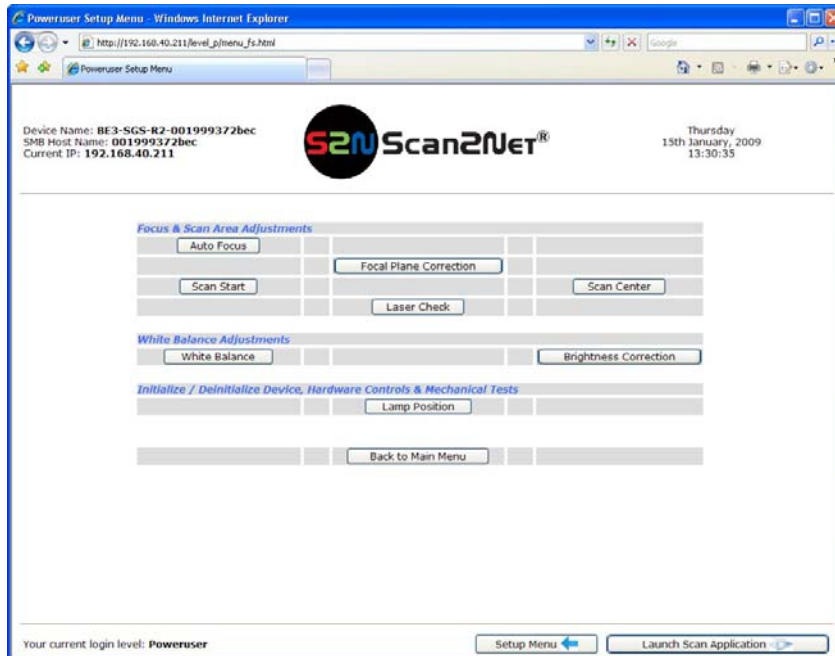 Poweruser Setup Menu - Windows Internet Explorer
http://192.168.40.211/level_p/menu_fs.html
Google
Poweruser Setup Menu
Device Name: BE3-SGS-R2-001999372bec
SMB Host Name: 001999372bec
Current IP: 192.168.40.211
S2N Scan2Net®
Thursday
15th January, 2009
13:30:35
Focus & Scan Area Adjustments
Auto Focus
Focal Plane Correction
Scan Start
Scan Center
Laser Check
White Balance Adjustments
White Balance
Brightness Correction
Initialize / Deinitialize Device, Hardware Controls & Mechanical Tests
Lamp Position
Back to Main Menu
Your current login level: Poweruser
Setup Menu
Launch Scan Application